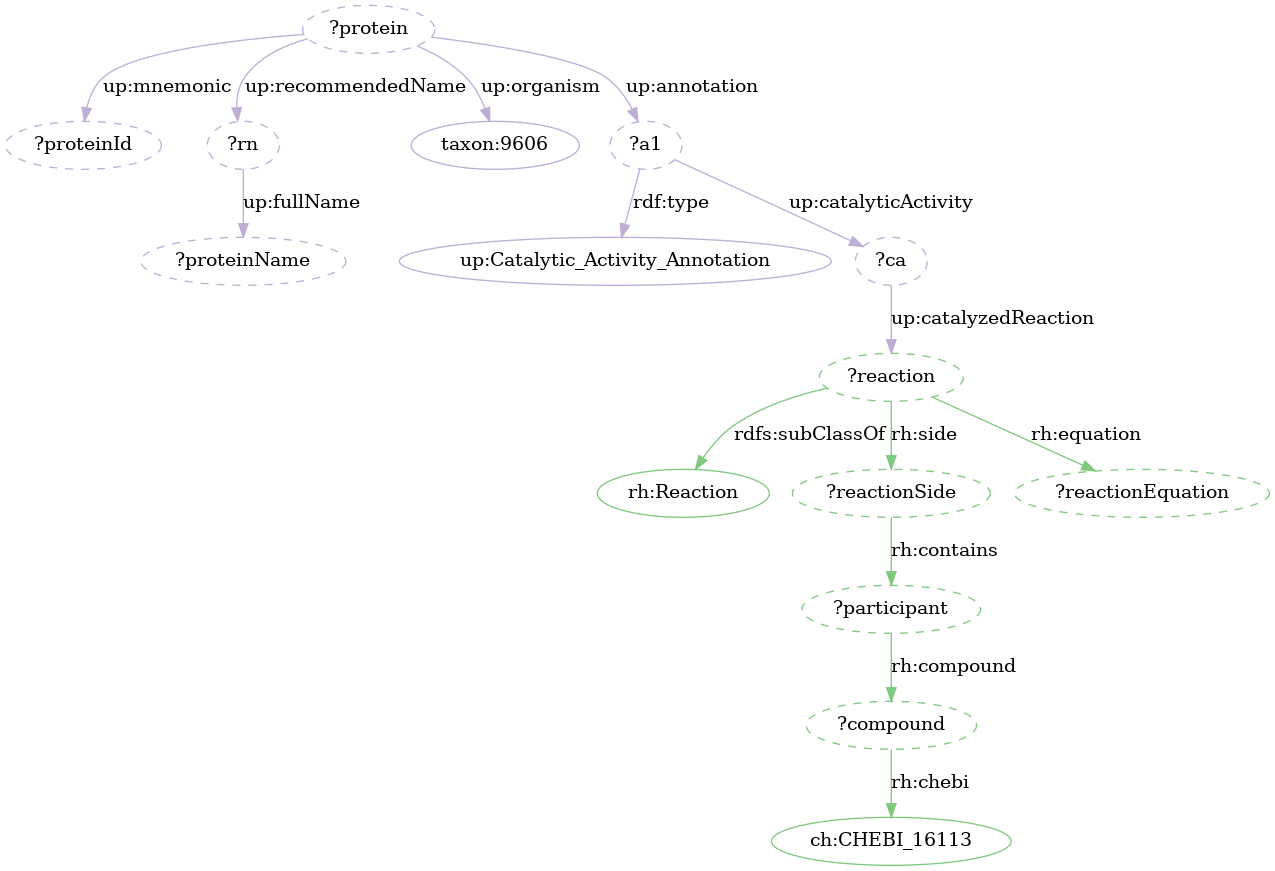 ?protein
up:mnemonic
up:recommendedName
up:organism
up:annotation
?proteinId
?rn
taxon:9606
?a1
up:fullName
rdf:type
up:catalyticActivity
?proteinName
up:Catalytic_Activity_Annotation
?ca
up:catalyzedReaction
?reaction
rdfs:subClassOf
rh:side
rh:equation
rh:Reaction
?reactionSide
?reactionEquation
rh:contains
?participant
rh:compound
?compound
rh:chebi
ch:CHEBI_16113